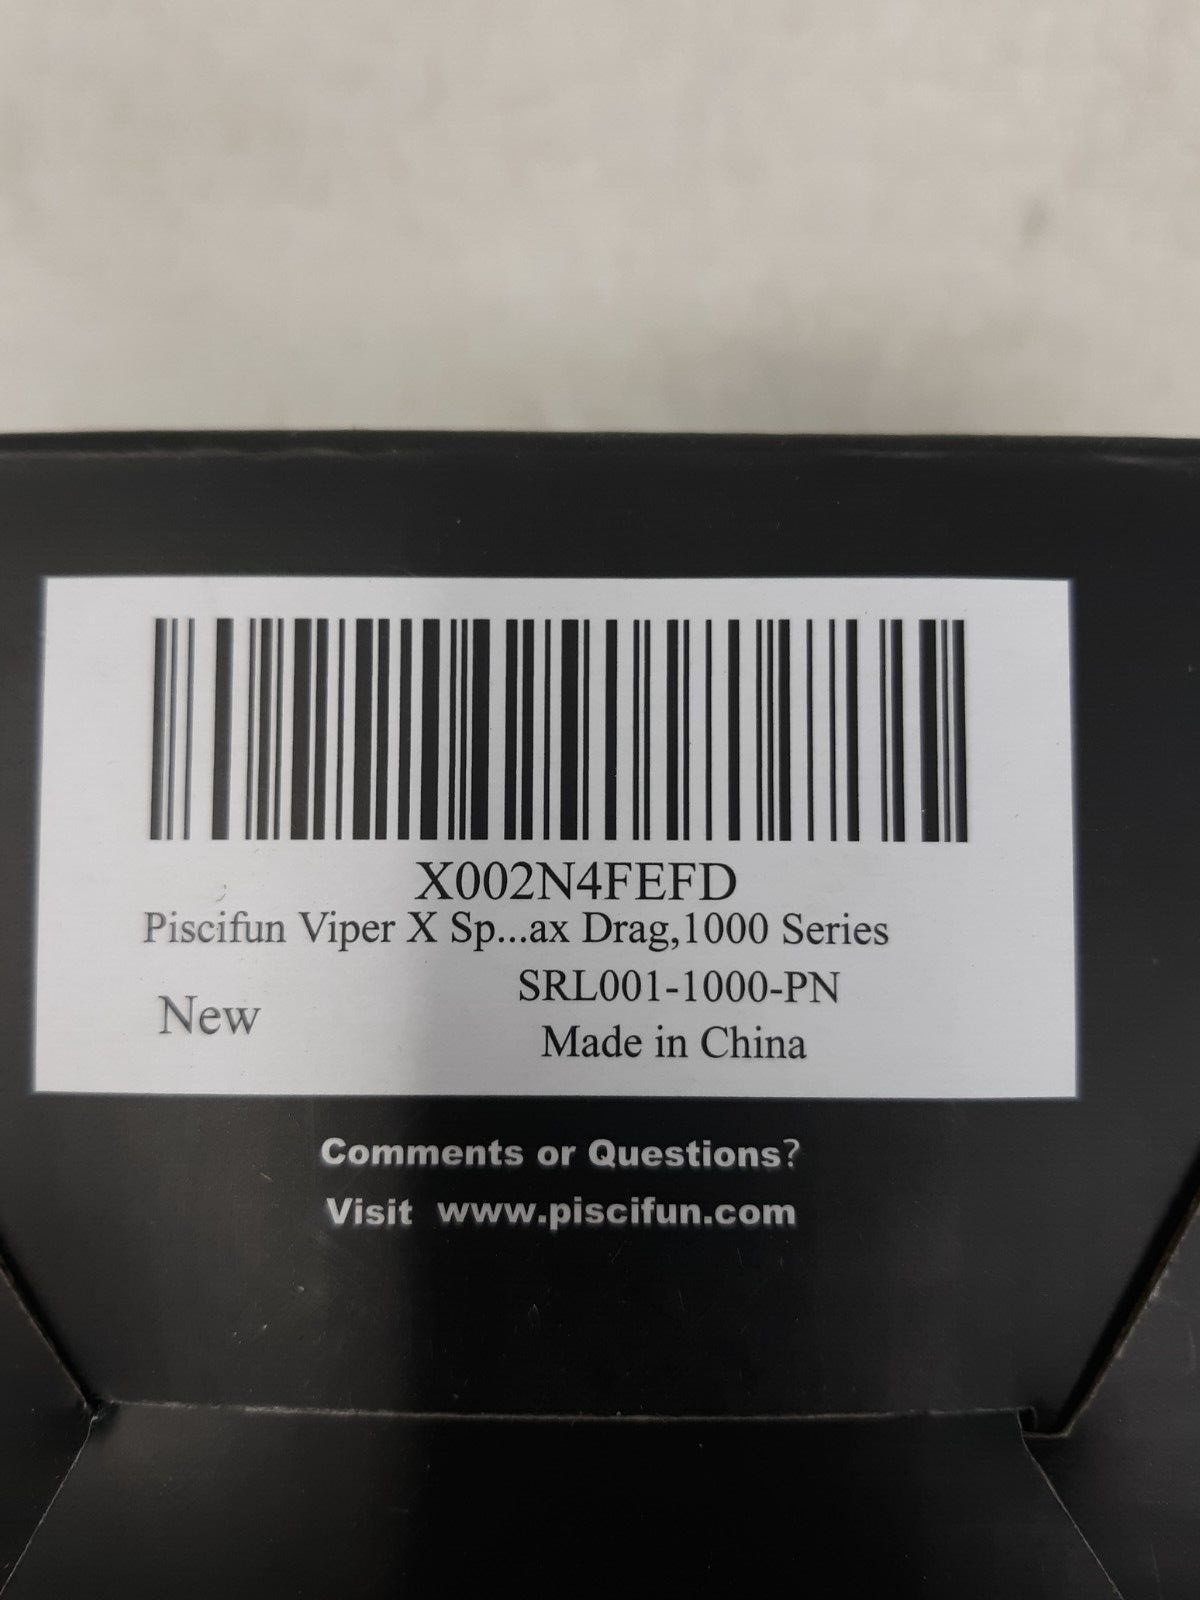 X002N4FEFD
Piscifun Viper X Sp...ax Drag,1000 Series
SRL001-1000-PN
New
Made in China
Comments or Questions?
Visit www.piscifun.com